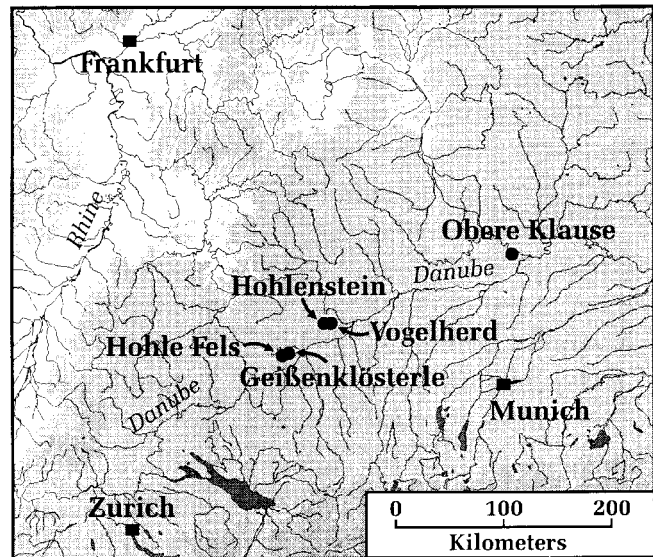 Frankfurt
Rhine
Obere Klause
Danube
Hohlenstein
Vogelherd
Hohle Fels
Geißenklösterle
Danube
Munich
Zurich
0 100 200
Kilometers